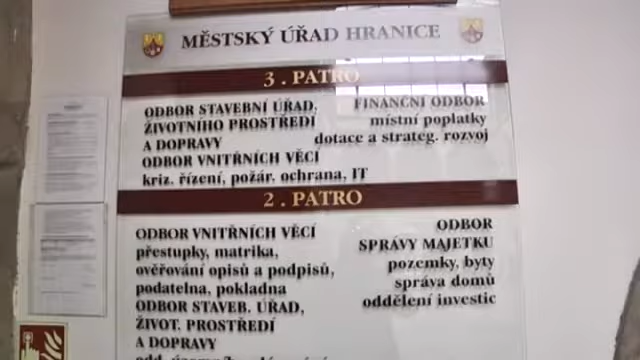 MĚSTSKÝ ÚŘAD HRANICE
3. PATRO
ODBOR STAVEBNÍ ÚŘAD,
ŽIVOTNÍHO PROSTŘEDÍ
A DOPRAVY
ODBOR VNITŘNÍCH VĚCÍ
kriz. řízení, požár. ochrana, IT
FINANČNÍ ODBOR
místní poplatky
dotace a strateg. rozvoj
2. PATRO
ODBOR VNITŘNÍCH VĚCÍ
přestupky, matrika,
ověřování opisů a podpisů,
podatelna, pokladna
ODBOR STAVEB. ÚŘAD,
ŽIVOT. PROSTŘEDÍ
A DOPRAVY
ODBOR
SPRÁVY MAJETKU
pozemky, byty
správa domů
oddělení investic